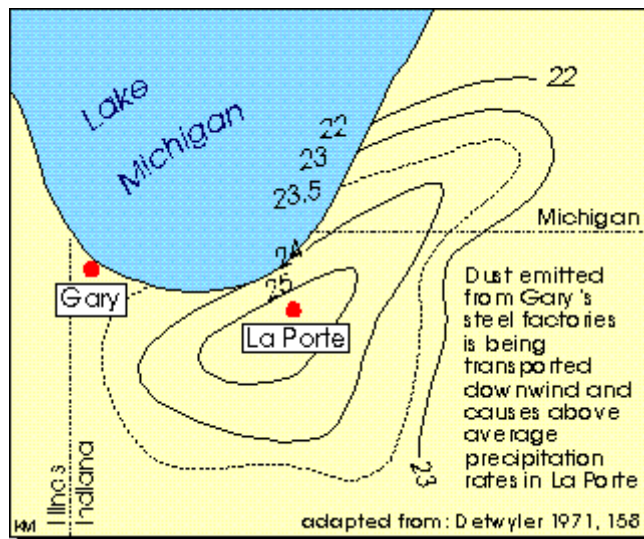 Lake
Michigan
22
22
23
23.5
24
25
Michigan
Gary
La Porte
Dust emitted
from Gary's
steel factories
is being
transported
downwind and
causes above
average
precipitation
rates in La Porte
23
Illnois
Indiana
KM
adapted from: Detwyler 1971, 158